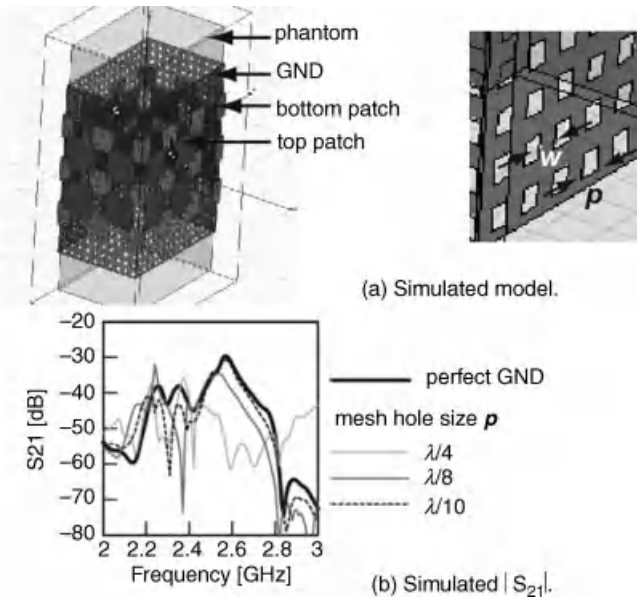 phantom
GND
bottom patch
top patch
w
p
(a) Simulated model.
S21 [dB]
−20
−30
−40
−50
−60
−70
−80
2
2.2
2.4
2.6
2.8
3
Frequency [GHz]
perfect GND
mesh hole size p
λ/4
λ/8
λ/10
(b) Simulated |S21|.